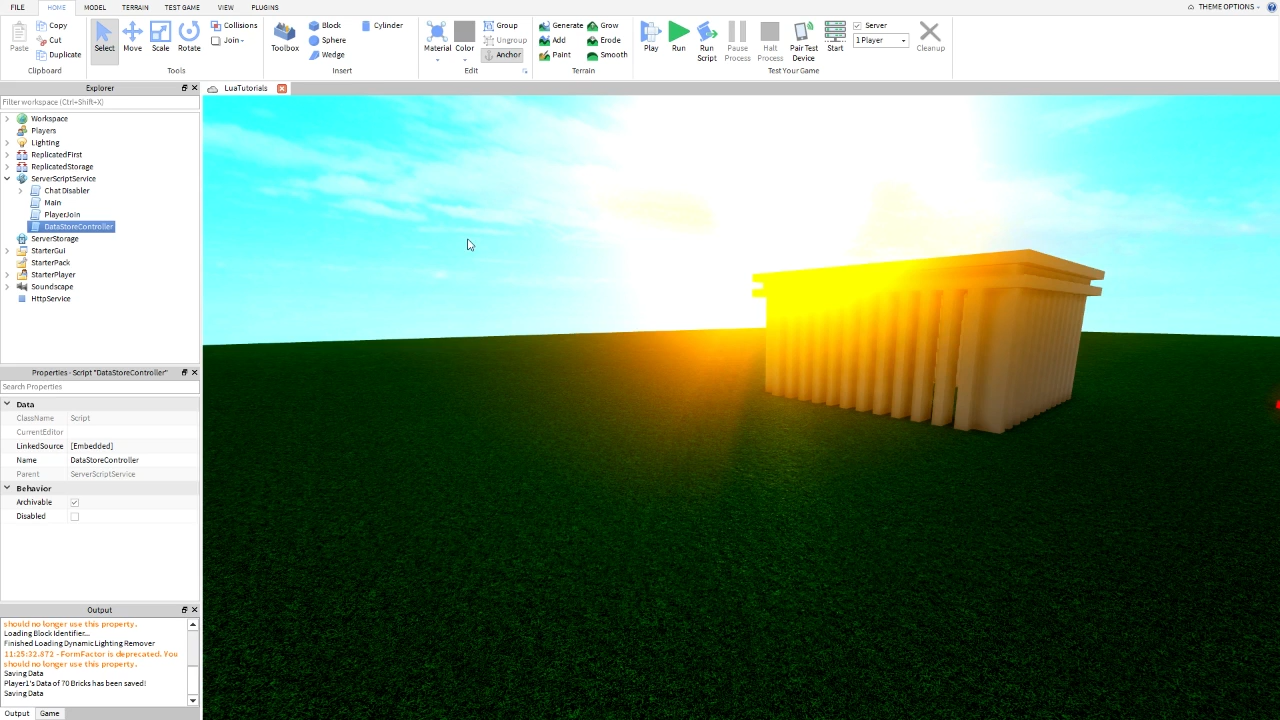 FILE HOME MODEL TERRAIN TEST GAME VIEW PLUGINS THEME OPTIONS
Paste Copy Cut Duplicate
Clipboard
Select Move Scale Rotate Collisions Join
Tools
Toolbox Block Sphere Wedge Cylinder
Insert
Material Color Group Ungroup Anchor
Edit
Generate Add Paint Grow Erode Smooth
Terrain
Play Run Run Script Pause Process Halt Process Pair Test Device Start Server 1 Player Cleanup
Test Your Game
Explorer
LuaTutorials
Filter workspace (Ctrl+Shift+X)
Workspace
Players
Lighting
ReplicatedFirst
ReplicatedStorage
ServerScriptService
Chat Disabler
Main
PlayerJoin
DataStoreController
ServerStorage
StarterGui
StarterPack
StarterPlayer
Soundscape
HttpService
Properties - Script "DataStoreController"
Search Properties
Data
ClassName Script
CurrentEditor
LinkedSource [Embedded]
Name DataStoreController
Parent ServerScriptService
Behavior
Archivable
Disabled
Output
should no longer use this property.
Loading Block Identifier...
Finished Loading Dynamic Lighting Remover
11:25:32.872 - FormFactor is deprecated. You
should no longer use this property.
Saving Data
Player1's Data of 70 Bricks has been saved!
Saving Data
Output Game